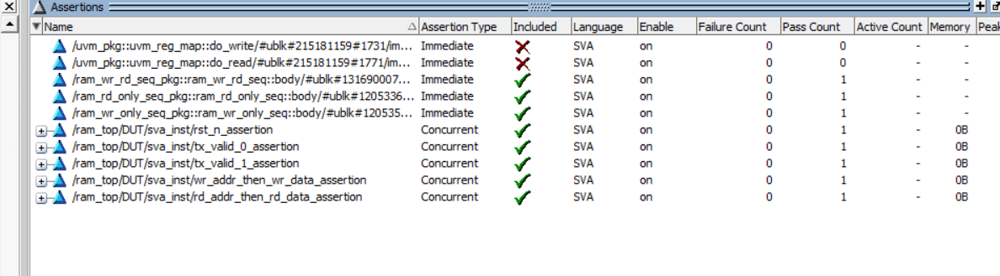 Assertions
Name Assertion Type Included Language Enable Failure Count Pass Count Active Count Memory Peak
/uvm_pkg::uvm_reg_map::do_write/#ublk#215181159#1731/im... Immediate SVA on 0 0 - -
/uvm_pkg::uvm_reg_map::do_read/#ublk#215181159#1771/im... Immediate SVA on 0 0 - -
/ram_wr_rd_seq_pkg::ram_wr_rd_seq::body/#ublk#131690007... Immediate SVA on 0 1 - -
/ram_rd_only_seq_pkg::ram_rd_only_seq::body/#ublk#1205336... Immediate SVA on 0 1 - -
/ram_wr_only_seq_pkg::ram_wr_only_seq::body/#ublk#120535... Immediate SVA on 0 1 - -
/ram_top/DUT/sva_inst/rst_n_assertion Concurrent SVA on 0 1 - 0B
/ram_top/DUT/sva_inst/tx_valid_0_assertion Concurrent SVA on 0 1 - 0B
/ram_top/DUT/sva_inst/tx_valid_1_assertion Concurrent SVA on 0 1 - 0B
/ram_top/DUT/sva_inst/wr_addr_then_wr_data_assertion Concurrent SVA on 0 1 - 0B
/ram_top/DUT/sva_inst/rd_addr_then_rd_data_assertion Concurrent SVA on 0 1 - 0B